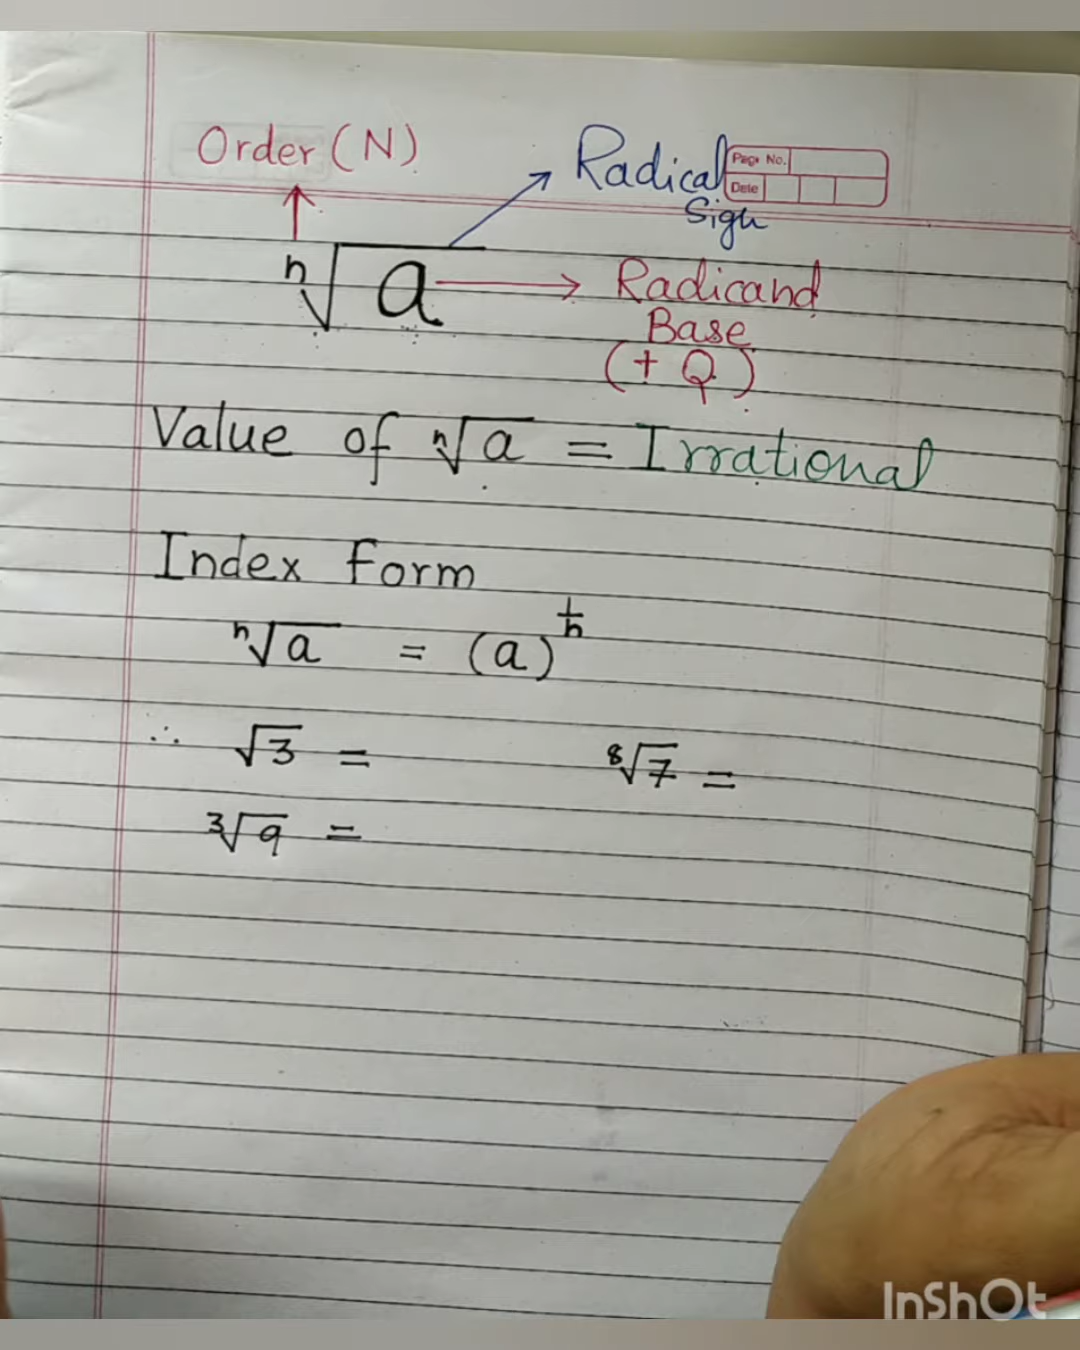 Order (N)
Radical
Sign
Page No.
Date
ⁿ√a
Radicand
Base
(+ Q)
Value of ⁿ√a = Irrational
Index form
ⁿ√a = (a)^(1/n)
∴ √3 =
⁸√7 =
³√9 =
InShOt